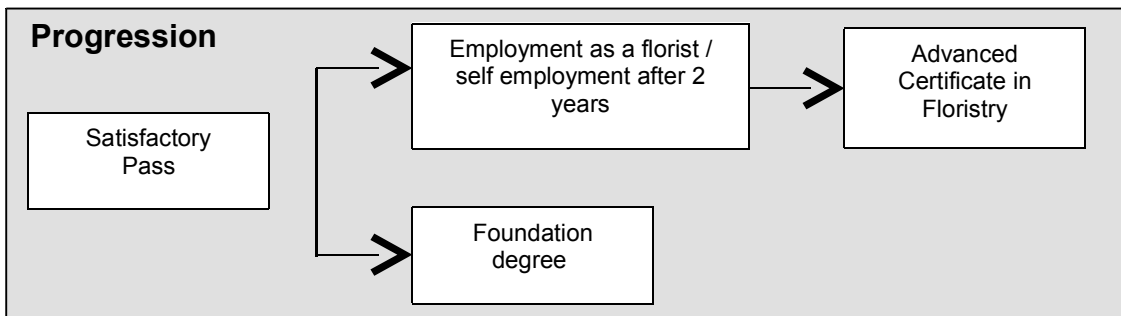 Progression
Satisfactory
Pass
Employment as a florist /
self employment after 2
years
Advanced
Certificate in
Floristry
Foundation
degree